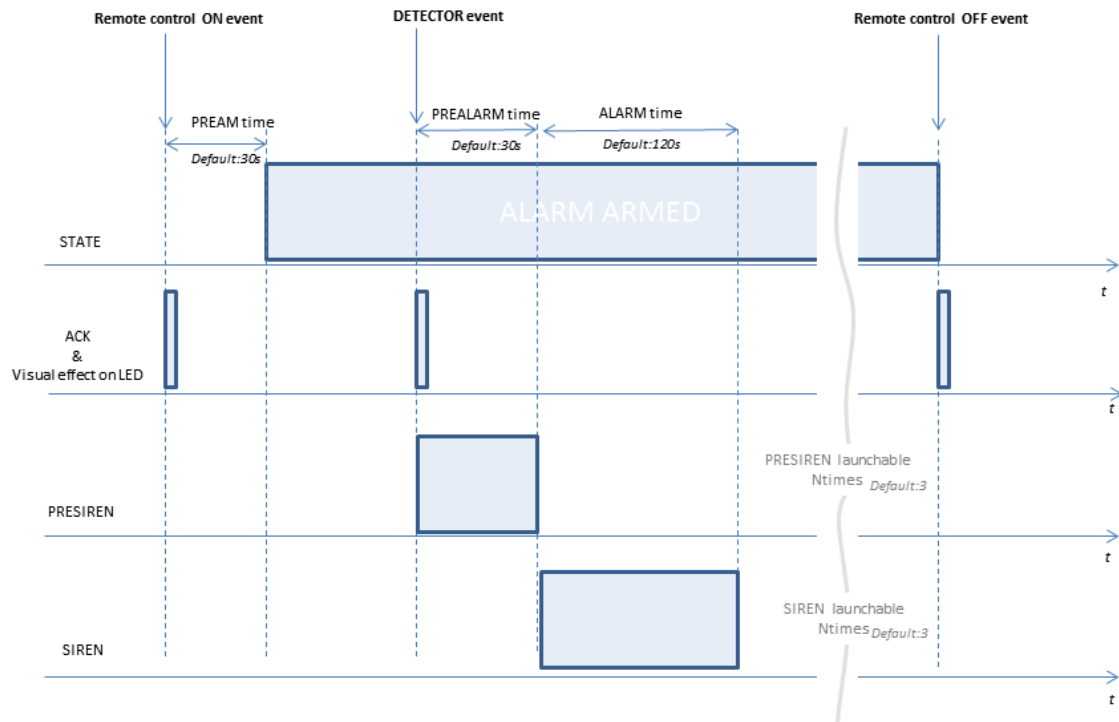 Remote control ON event
DETECTOR event
Remote control OFF event
PREAM time
Default:30s
PREALARM time
Default:30s
ALARM time
Default:120s
ALARM ARMED
STATE
t
ACK
&
Visual effect on LED
t
PRESIREN launchable
Ntimes Default:3
PRESIREN
t
SIREN launchable
Ntimes Default:3
SIREN
t